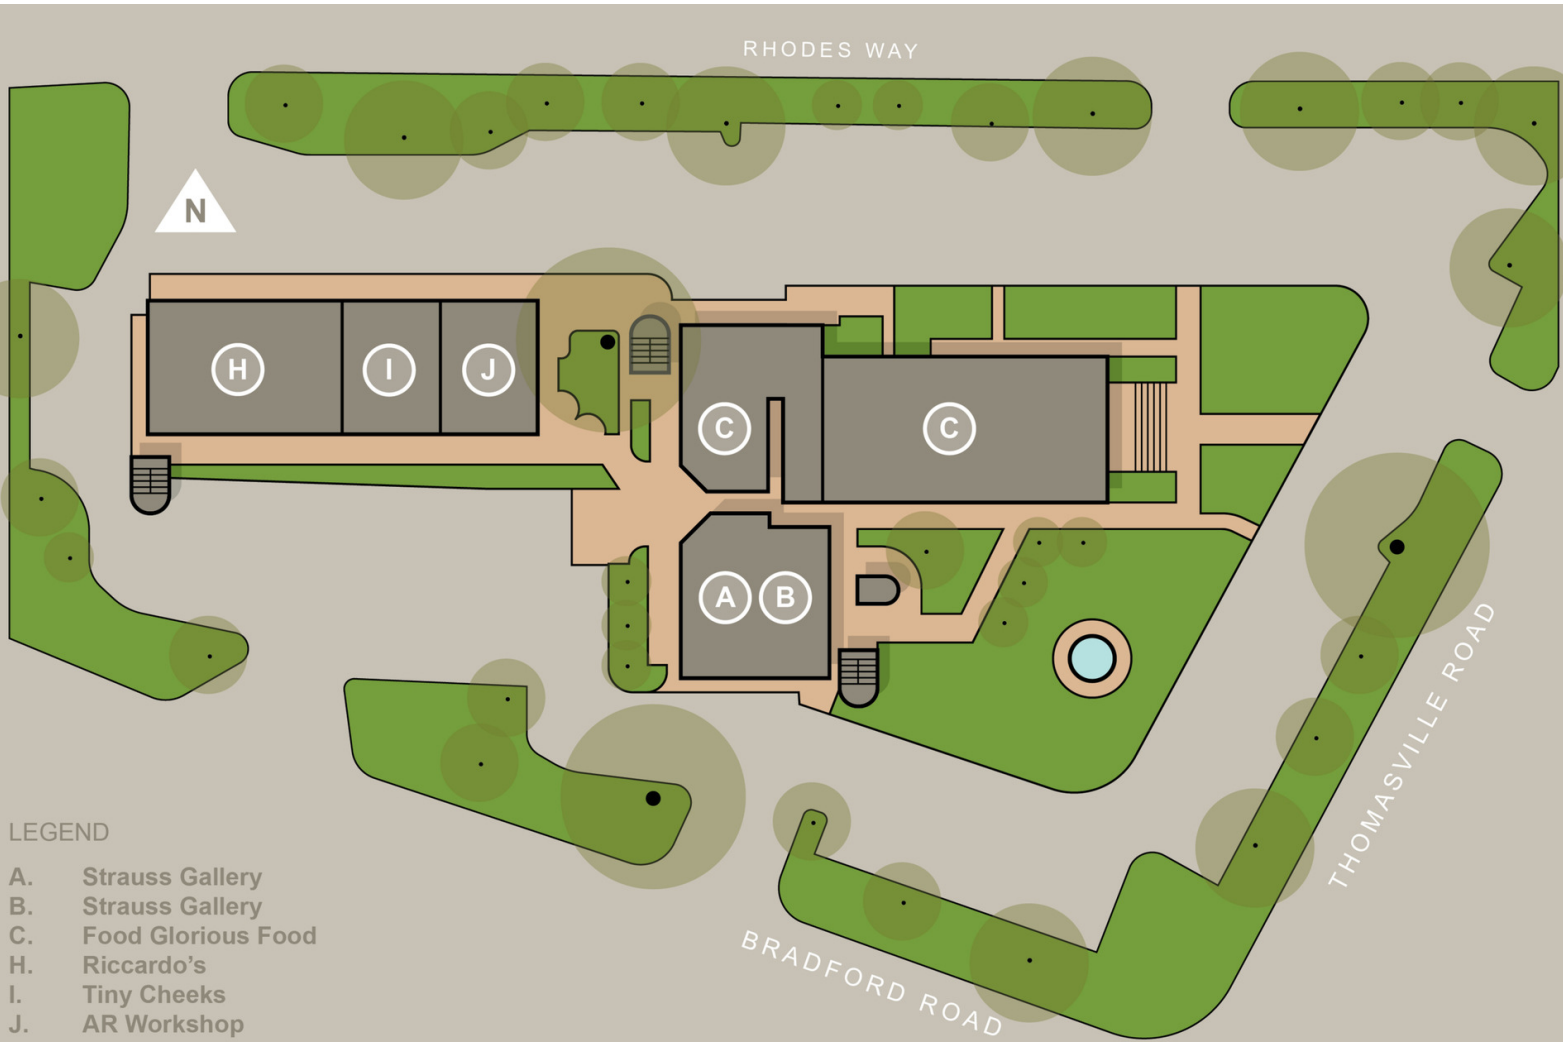 RHODES WAY
N
H
I
J
C
C
A
B
THOMASVILLE ROAD
BRADFORD ROAD
LEGEND
A. Strauss Gallery
B. Strauss Gallery
C. Food Glorious Food
H. Riccardo’s
I. Tiny Cheeks
J. AR Workshop